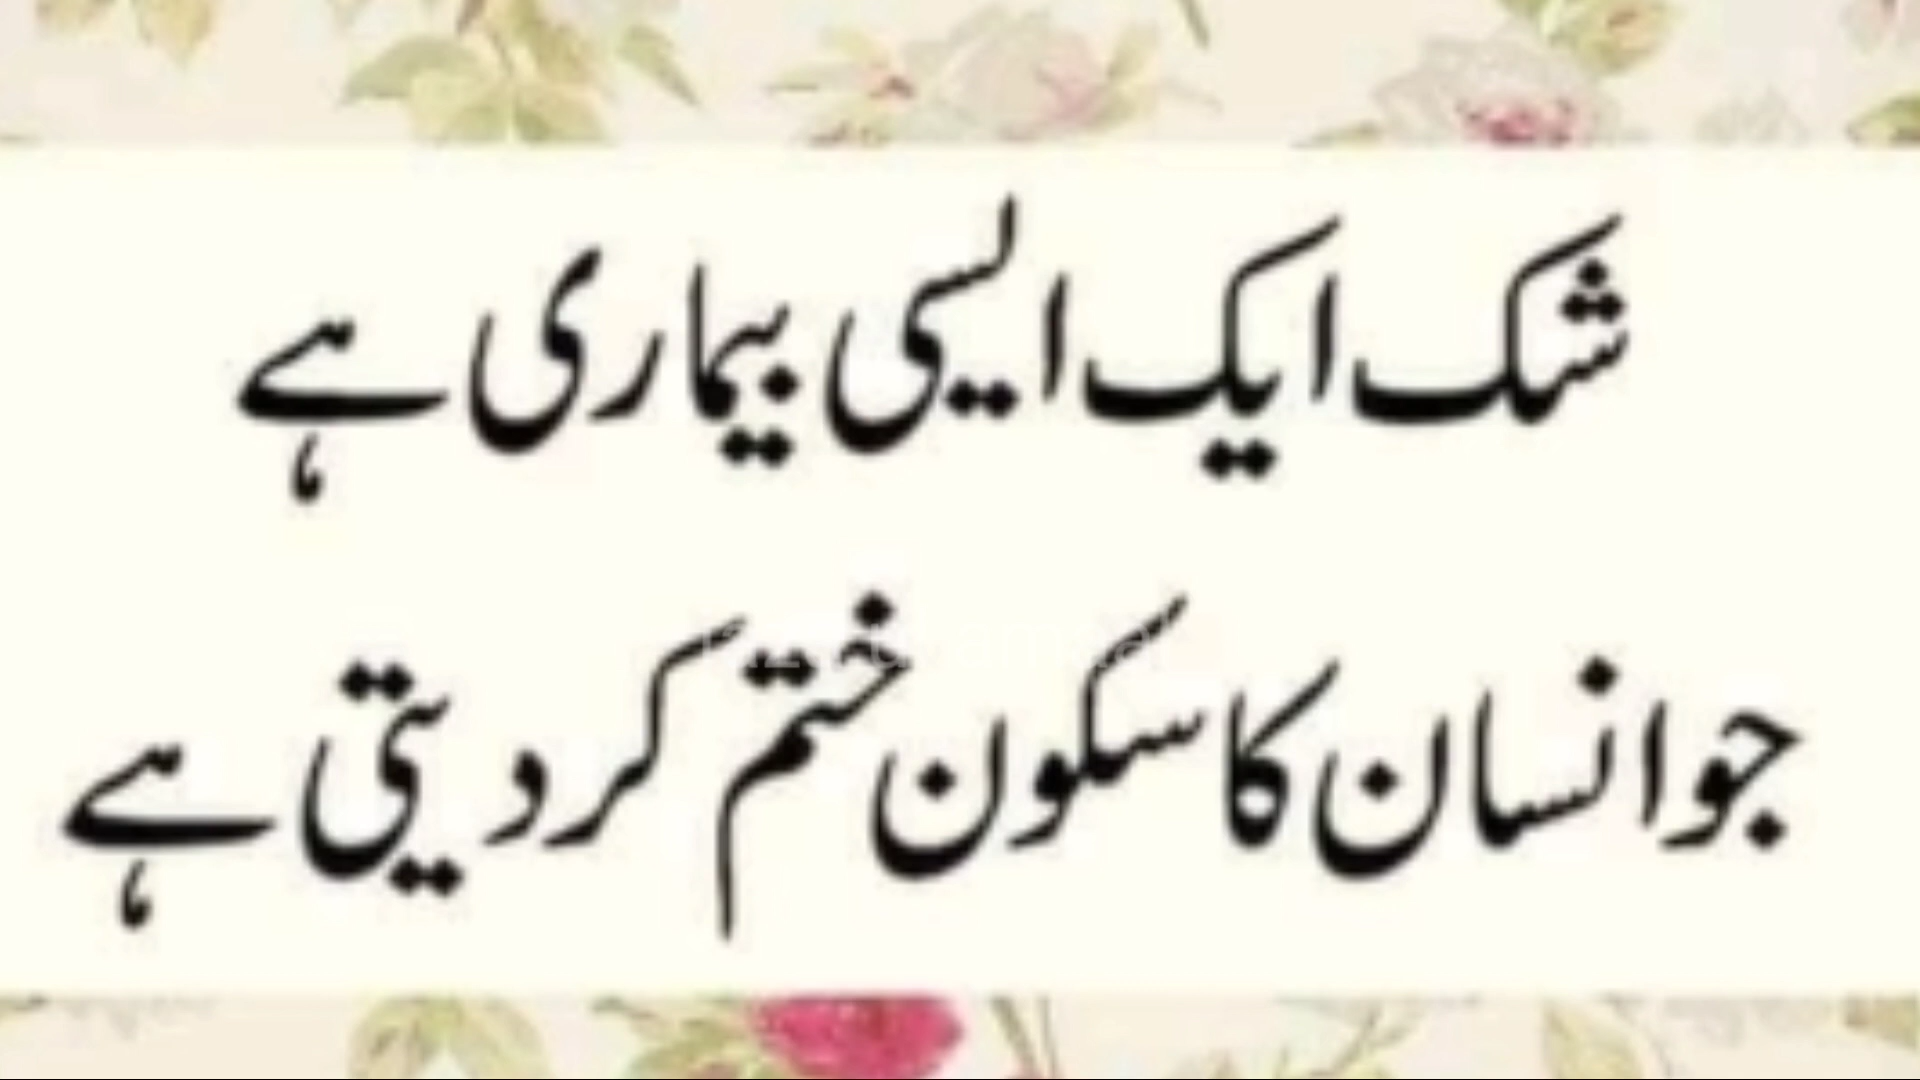 شک ایک ایسی بیماری ہے
جو انسان کا سکون ختم کر دیتی ہے